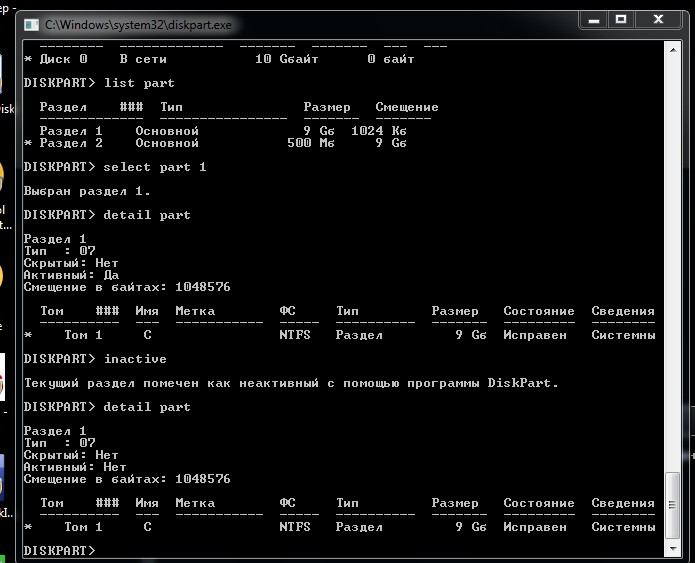 C:\Windows\system32\diskpart.exe
* Диск 0    В сети          10 Gбайт      0 байт
DISKPART> list part
Раздел    ###  Тип               Размер   Смещение
Раздел 1    Основной             9 Gб  1024 Kб
* Раздел 2    Основной           500 Mб     9 Gб
DISKPART> select part 1
Выбран раздел 1.
DISKPART> detail part
Раздел 1
Тип  : 07
Скрытый: Нет
Активный: Да
Смещение в байтах: 1048576
Том    ###  Имя  Метка        ФС     Тип         Размер   Состояние  Сведения
*    Том 1     C                NTFS   Раздел         9 Gб  Исправен   Системны
DISKPART> inactive
Текущий раздел помечен как неактивный с помощью программы DiskPart.
DISKPART> detail part
Раздел 1
Тип  : 07
Скрытый: Нет
Активный: Нет
Смещение в байтах: 1048576
Том    ###  Имя  Метка        ФС     Тип         Размер   Состояние  Сведения
*    Том 1     C                NTFS   Раздел         9 Gб  Исправен   Системны
DISKPART>